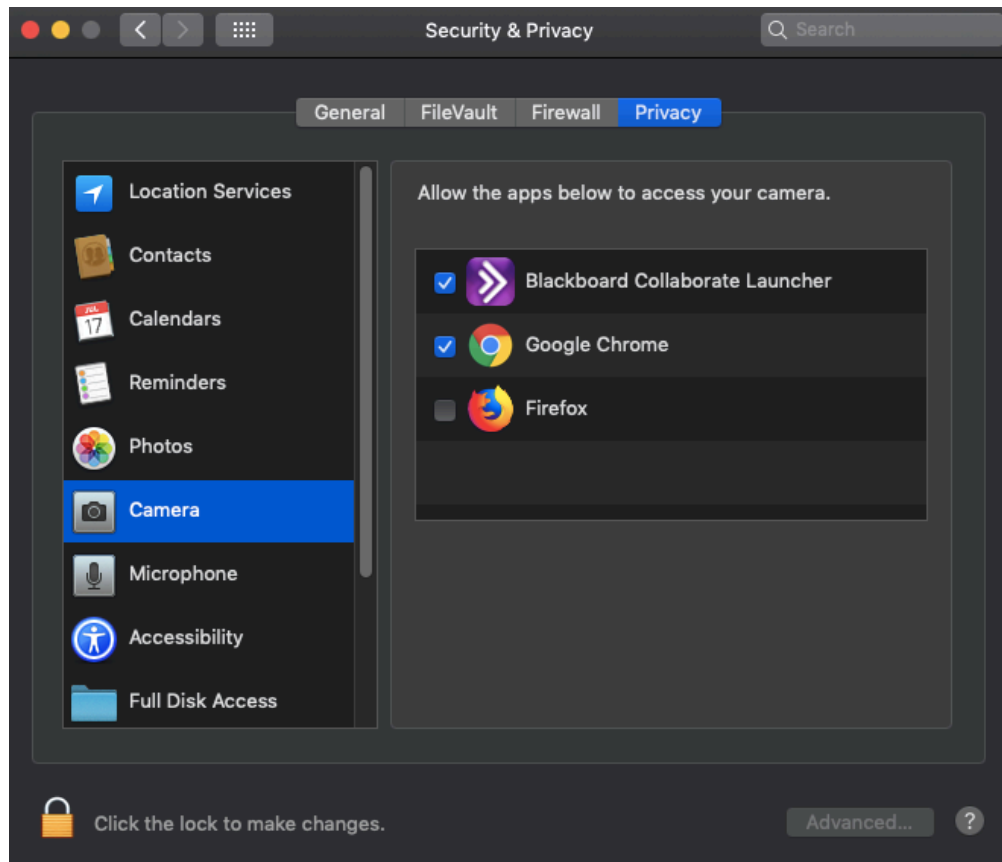 Security & Privacy
Search
General FileVault Firewall Privacy
Location Services
Contacts
JUL
17
Calendars
Reminders
Photos
Camera
Microphone
Accessibility
Full Disk Access
Allow the apps below to access your camera.
Blackboard Collaborate Launcher
Google Chrome
Firefox
Click the lock to make changes.
Advanced...
?